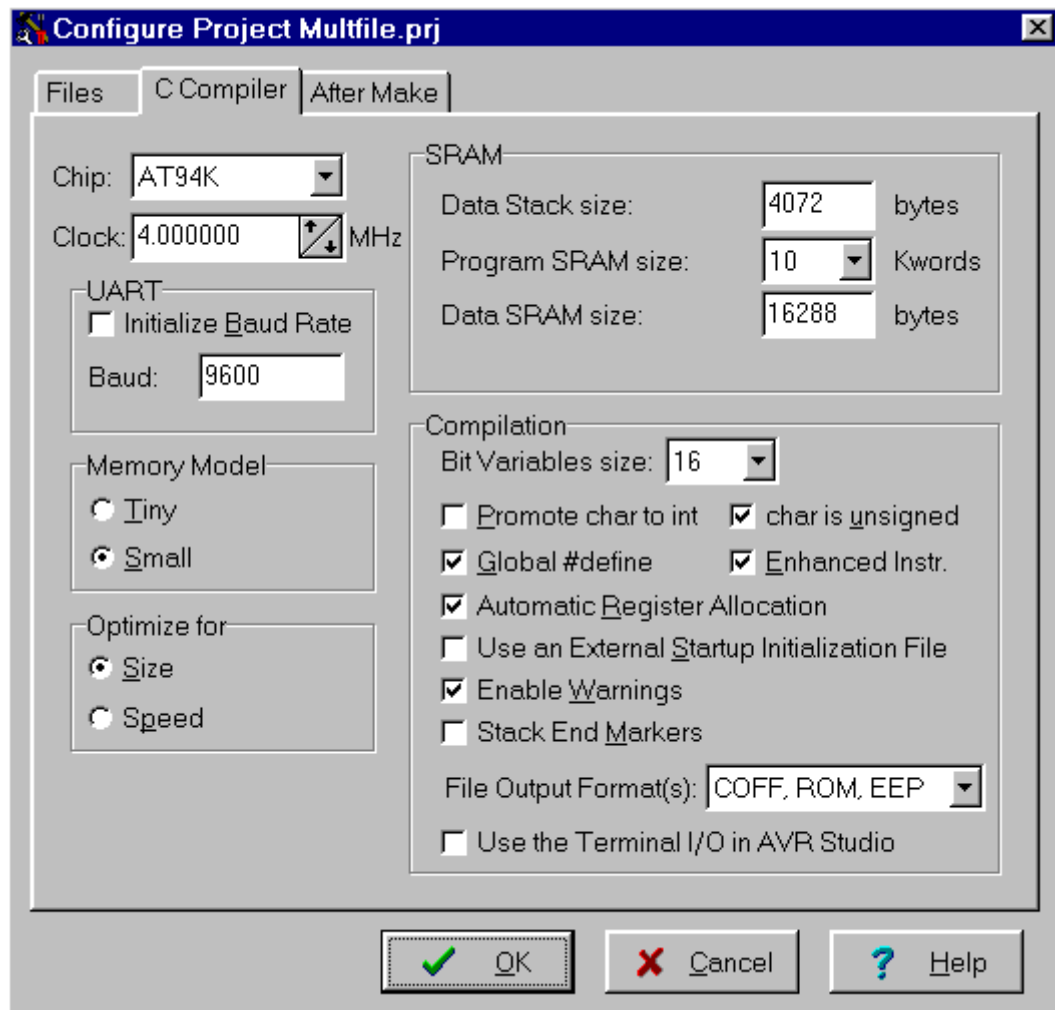 Configure Project Multfile.prj
Files C Compiler After Make
Chip: AT94K
Clock: 4.000000 MHz
UART
Initialize Baud Rate
Baud: 9600
Memory Model
Tiny
Small
Optimize for
Size
Speed
SRAM
Data Stack size: 4072 bytes
Program SRAM size: 10 Kwords
Data SRAM size: 16288 bytes
Compilation
Bit Variables size: 16
Promote char to int char is unsigned
Global #define Enhanced Instr.
Automatic Register Allocation
Use an External Startup Initialization File
Enable Warnings
Stack End Markers
File Output Format(s): COFF, ROM, EEP
Use the Terminal I/O in AVR Studio
OK Cancel Help